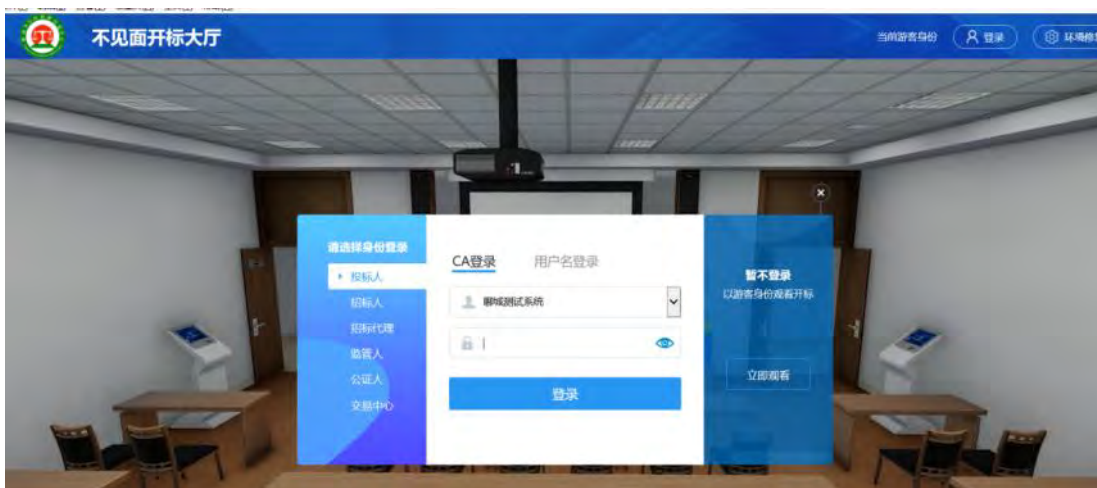 不见面开标大厅
当前游客身份
登录
请选择身份登录
投标人
招标人
招标代理
监管人
公证人
交易中心
CA登录
用户名登录
聊城测试系统
登录
暂不登录
以游客身份观看开标
立即观看